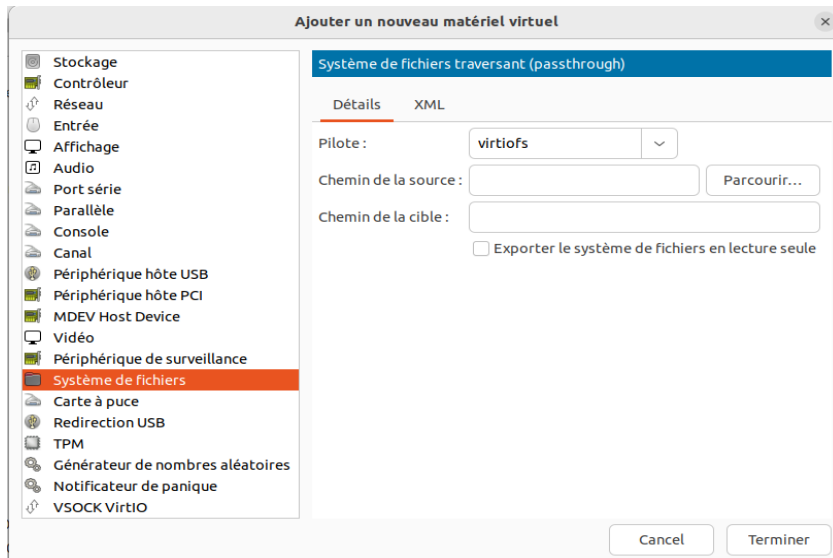 Ajouter un nouveau matériel virtuel
Stockage
Contrôleur
Réseau
Entrée
Affichage
Audio
Port série
Parallèle
Console
Canal
Périphérique hôte USB
Périphérique hôte PCI
MDEV Host Device
Vidéo
Périphérique de surveillance
Système de fichiers
Carte à puce
Redirection USB
TPM
Générateur de nombres aléatoires
Notificateur de panique
VSOCK VirtIO
Système de fichiers traversant (passthrough)
Détails XML
Pilote : virtiofs
Chemin de la source : Parcourir...
Chemin de la cible :
Exporter le système de fichiers en lecture seule
Cancel Terminer